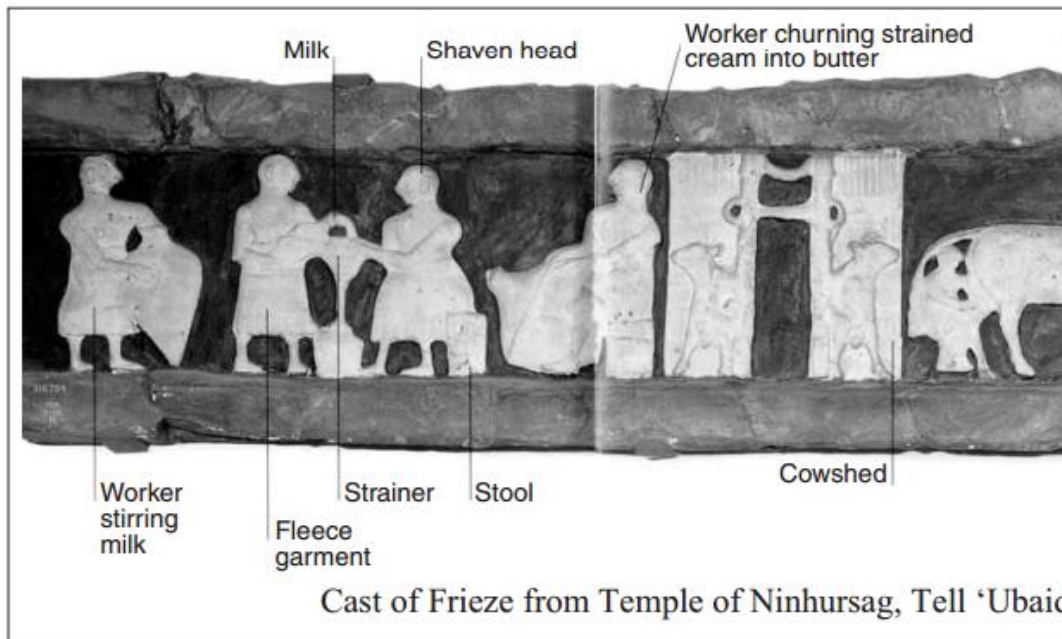 Milk
Shaven head
Worker churning strained
cream into butter
Worker
stirring
milk
Fleece
garment
Strainer
Stool
Cowshed
Cast of Frieze from Temple of Ninhursag, Tell ‘Ubaid